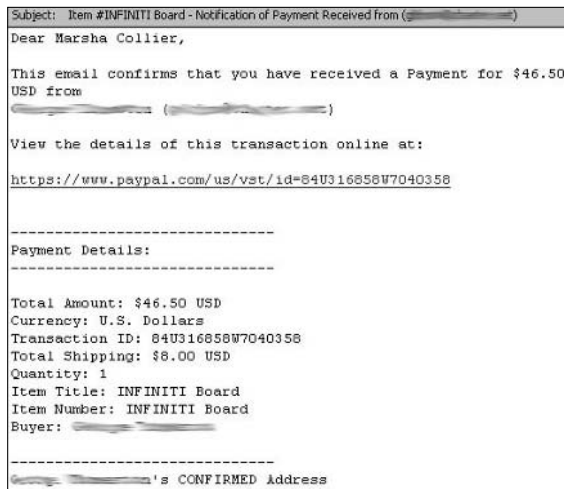 Subject: Item #INFINITI Board - Notification of Payment Received from (
Dear Marsha Collier,
This email confirms that you have received a Payment for $46.50
USD from
( )
View the details of this transaction online at:
https://www.paypal.com/us/vst/id=84U316858W7040358
------------------------------
Payment Details:
------------------------------
Total Amount: $46.50 USD
Currency: U.S. Dollars
Transaction ID: 84U316858W7040358
Total Shipping: $8.00 USD
Quantity: 1
Item Title: INFINITI Board
Item Number: INFINITI Board
Buyer:
------------------------------
's CONFIRMED Address